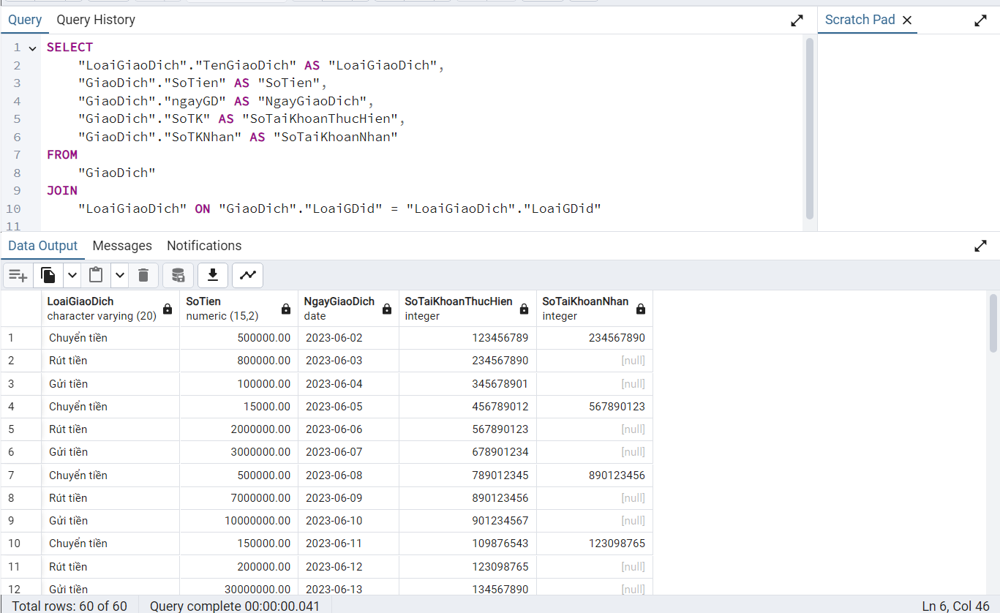 Query Query History Scratch Pad
1 SELECT
2 "LoaiGiaoDich"."TenGiaoDich" AS "LoaiGiaoDich",
3 "GiaoDich"."SoTien" AS "SoTien",
4 "GiaoDich"."ngayGD" AS "NgayGiaoDich",
5 "GiaoDich"."SoTK" AS "SoTaiKhoanThucHien",
6 "GiaoDich"."SoTKNhan" AS "SoTaiKhoanNhan"
7 FROM
8 "GiaoDich"
9 JOIN
10 "LoaiGiaoDich" ON "GiaoDich"."LoaiGDid" = "LoaiGiaoDich"."LoaiGDid"
11
Data Output Messages Notifications
LoaiGiaoDich SoTien NgayGiaoDich SoTaiKhoanThucHien SoTaiKhoanNhan
character varying (20) numeric (15,2) date integer integer
1 Chuyển tiền 500000.00 2023-06-02 123456789 234567890
2 Rút tiền 800000.00 2023-06-03 234567890 [null]
3 Gửi tiền 100000.00 2023-06-04 345678901 [null]
4 Chuyển tiền 15000.00 2023-06-05 456789012 567890123
5 Rút tiền 2000000.00 2023-06-06 567890123 [null]
6 Gửi tiền 3000000.00 2023-06-07 678901234 [null]
7 Chuyển tiền 500000.00 2023-06-08 789012345 890123456
8 Rút tiền 7000000.00 2023-06-09 890123456 [null]
9 Gửi tiền 10000000.00 2023-06-10 901234567 [null]
10 Chuyển tiền 150000.00 2023-06-11 109876543 123098765
11 Rút tiền 200000.00 2023-06-12 123098765 [null]
12 Gửi tiền 30000000.00 2023-06-13 134567890 [null]
Total rows: 60 of 60 Query complete 00:00:00.041 Ln 6, Col 46